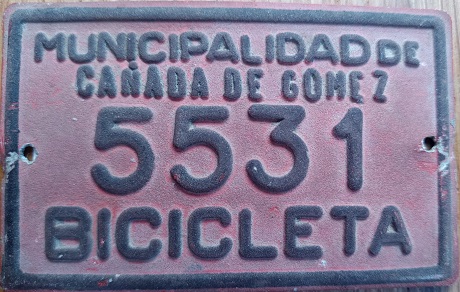 MUNICIPALIDAD DE
CAÑADA DE GOMEZ
5531
BICICLETA